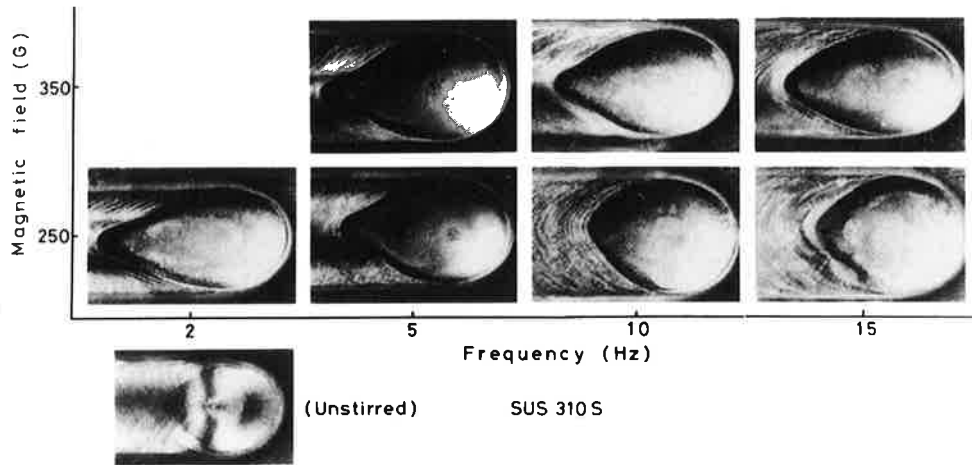 Magnetic field (G)
350
250
2
5
10
15
Frequency (Hz)
(Unstirred)
SUS 310 S